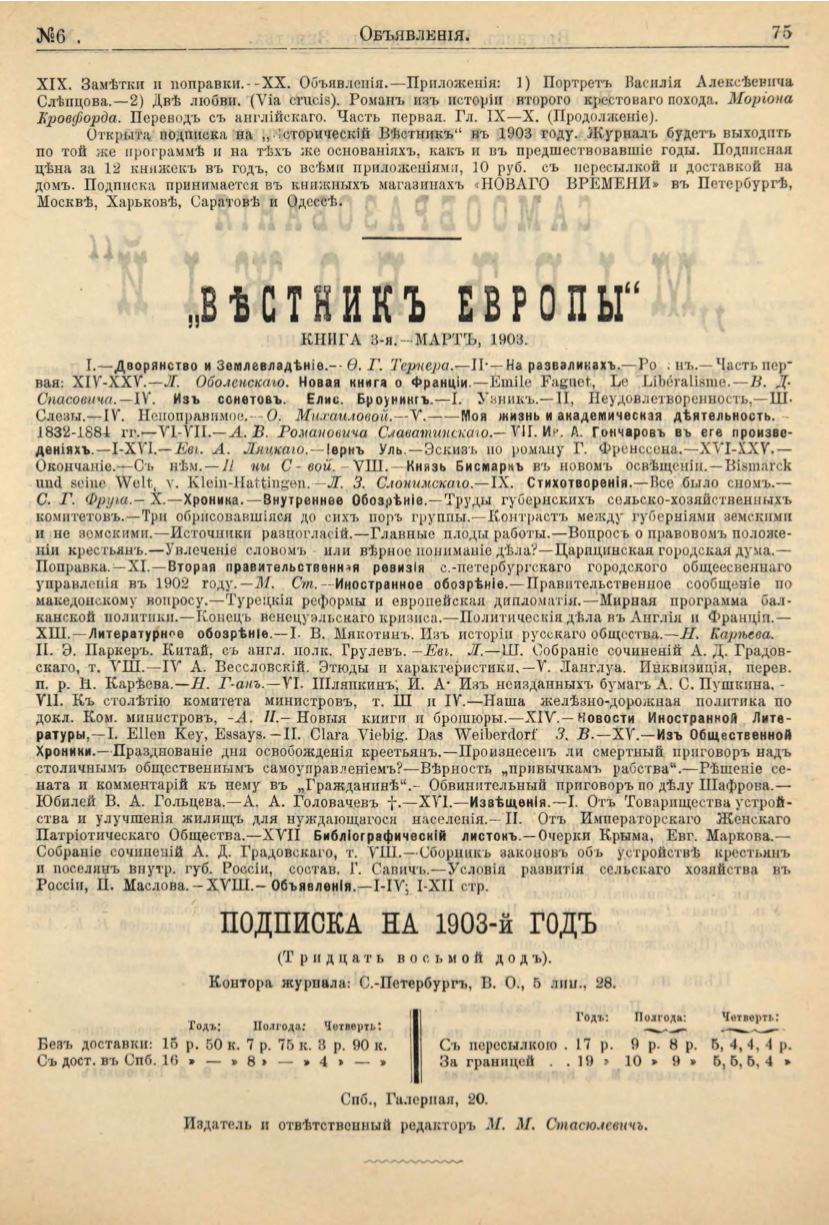 №6 .
Объявленія.
75
XIX. Замѣтки и поправки.--XX. Объявленія.—Приложенія: 1) Портретъ Василія Алексѣевича
Слѣпцова.—2) Двѣ любви. (Via crucis). Романъ изъ исторіи второго крестоваго похода. Моріона
Кровфорда. Переводъ съ англійскаго. Часть первая. Гл. IX—X. (Продолженіе).
Открыта подписка на „ сторическій Вѣстникъ“ въ 1903 году. Журналъ будетъ выходить
по той же программѣ и на тѣхъ же основаніяхъ, какъ и въ предшествовавшіе годы. Подписная
цѣна за 12 книжекъ въ годъ, со всѣми приложеніями, 10 руб. съ пересылкой и доставкой на
домъ. Подписка принимается въ книжныхъ магазинахъ «НОВАГО ВРЕМЕНИ» въ Петербургѣ,
Москвѣ, Харьковѣ, Саратовѣ и Одессѣ.
„ВѢСТНИКЪ ЕВРОПЫ“
КНИГА 3-я.—МАРТЪ, 1903.
I.—Дворянство и Землевладѣніе.-- Ѳ. Г. Тернера.—II·—На развалинахъ.—Ро нъ.—Часть пер-
вая: XIV-XXV.—Л. Оболенскаго. Новая книга о Франціи.—Emile Faguet, Le Libéralisme.—В. Д.
Спасовича.—IV. Изъ сонетовъ. Елис. Броунингъ.—I. Узникъ.—II, Неудовлетворенность,—III-
Слезы.—IV. Непоправимое.--О. Михаиловой.—V.— —Моя жизнь и академическая дѣятельность. -
1832-1884 гг.—VI-VII.—А. В. Романовича Славатинскаго.— VII. Ив. А. Гончаровъ въ его произве-
деніяхъ.—I-XVI.—Евг. А. Ляцкаго.—Іернъ Уль.—Эскизъ по роману Г. Френссена.—XVI-XXV.—
Окончаніе.—Съ нѣм.— ны С - вой. -VIII.—Князь Бисмаркъ въ новомъ освѣщеніи.—Bismarck
und seine Welt, v. Klein-Hattingen.—Л. З. Слонимскаго.—IX. Стихотворенія.—Все было сномъ.—
С. Г. Фруга.— X.—Хроника.—Внутреннее Обозрѣніе.—Труды губернскихъ сельско-хозяйственныхъ
комитетовъ.—Три обрисовавшіяся до сихъ поръ группы.—Контрастъ между губерніями земскими
и не земскими.—Источники разногласій.—Главные плоды работы.—Вопросъ о правовомъ положе-
ніи крестьянъ.—Увлеченіе словомъ - или вѣрное пониманіе дѣла?—Царицинская городская дума.—
Поправка.—XI.—Вторая правительственная ревизія с.-петербургскаго городского общеесвеннаго
управленія въ 1902 году.—М. Ст.—Иностранное обозрѣніе.—Правительственное сообщеніе по
македонскому вопросу.—Турецкія реформы и европейская дипломатія.—Мирная программа бал-
канской политики.—Конецъ венецуэльскаго кризиса.—Политическія дѣла въ Англіи и Франціи.—
XIII.—Литературное обозрѣніе.—I. В. Мякотинъ. Изъ исторіи русскаго общества.—Н. Карѣева.
II. Э. Паркеръ. Китай, съ англ. полк. Грулевъ. —Евг. Л.—III. Собраніе сочиненій А. Д. Градов-
скаго, т. VIII.—IV А. Вессловскій. Этюды и характеристики.—V. Ланглуа. Инквизиція, перев.
п. р. Н. Карѣева.—Н. Г-анъ.—VI. Шляпкинъ, И. А· Изъ неизданныхъ бумагъ А. С. Пушкина. -
VII. Къ столѣтію комитета министровъ, т. III и IV.—Наша желѣзно-дорожная политика по
докл. Ком. министровъ, -А. П.— Новыя книги и брошюры.—XIV.—Новости Иностранной Лите-
ратуры,—I. Ellen Key, Essays.—II. Clara Viebig. Das Weiberdorf З. В.—XV.—Изъ Общественной
Хроники.—Празднованіе дня освобожденія крестьянъ.—Произнесенъ ли смертный приговоръ надъ
столичнымъ общественнымъ самоуправленіемъ?—Вѣрность „привычкамъ рабства“.—Рѣшеніе се-
ната и комментарій къ нему въ „Гражданинѣ“.- Обвинительный приговоръ по дѣлу Шафрова.—
Юбилей В. А. Гольцева.—А. А. Головачевъ †.—XVI.—Извѣщенія.—I. Отъ Товарищества устрой-
ства и улучшенія жилищъ для нуждающагося населенія.—II. Отъ Императорскаго Женскаго
Патріотическаго Общества.—XVII Библіографическій листокъ.—Очерки Крыма, Евг. Маркова.—
Собраніе сочиненій А. Д. Градовскаго, т. VIII.—Сборникъ законовъ объ устройствѣ крестьянъ
и поселянъ внутр. губ. Россіи, состав. Г. Савичъ.—Условія развитія сельскаго хозяйства въ
Россіи, П. Маслова.—XVIII.— Объявленія.—I-IV; I-XII стр.
ПОДПИСКА НА 1903-й ГОДЪ
(Тридцать восьмой додъ).
Контора журнала: С.-Петербургъ, В. О., 5 лин., 28.
Годъ: Полгода: Четверть:
Безъ доставки: 15 р. 50 к. 7 р. 75 к. 3 р. 90 к.
Съ дост. въ Спб. 16 » — » 8 » — » 4 » — »
Годъ: Полгода: Четверть:
Съ пересылкою . 17 р. 9 р. 8 р. 5, 4, 4, 4 р.
За границей . . 19 » 10 » 9 » 5, 5, 5, 4 »
Спб., Галерная, 20.
Издатель и отвѣтственный редакторъ М. М. Стасюлевичъ.